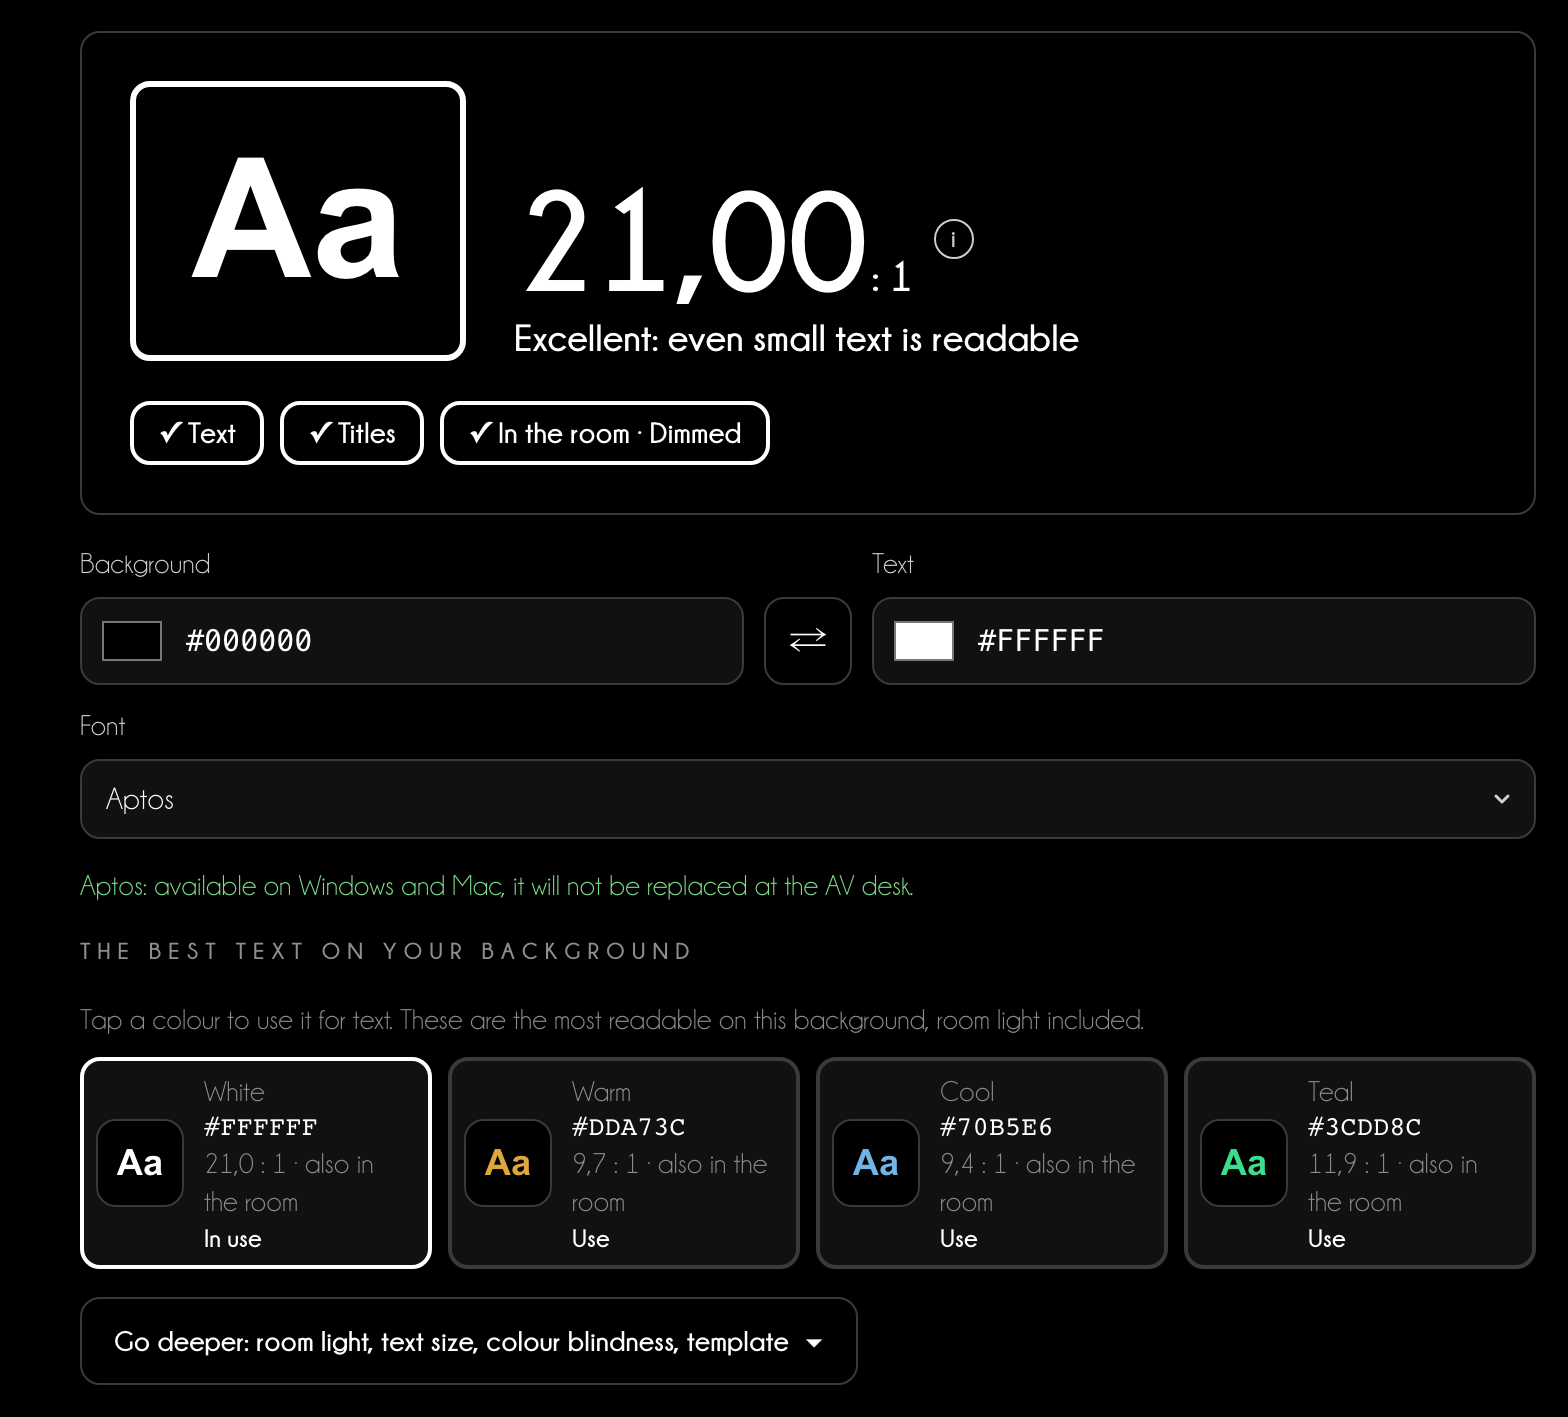 Aa
21,00 : 1 i
Excellent: even small text is readable
✓ Text ✓ Titles ✓ In the room · Dimmed
Background Text
#000000 ⇄ #FFFFFF
Font
Aptos
Aptos: available on Windows and Mac, it will not be replaced at the AV desk.
THE BEST TEXT ON YOUR BACKGROUND
Tap a colour to use it for text. These are the most readable on this background, room light included.
Aa
White
#FFFFFF
21,0 : 1 · also in
the room
In use
Aa
Warm
#DDA73C
9,7 : 1 · also in the
room
Use
Aa
Cool
#70B5E6
9,4 : 1 · also in the
room
Use
Aa
Teal
#3CDD8C
11,9 : 1 · also in
the room
Use
Go deeper: room light, text size, colour blindness, template